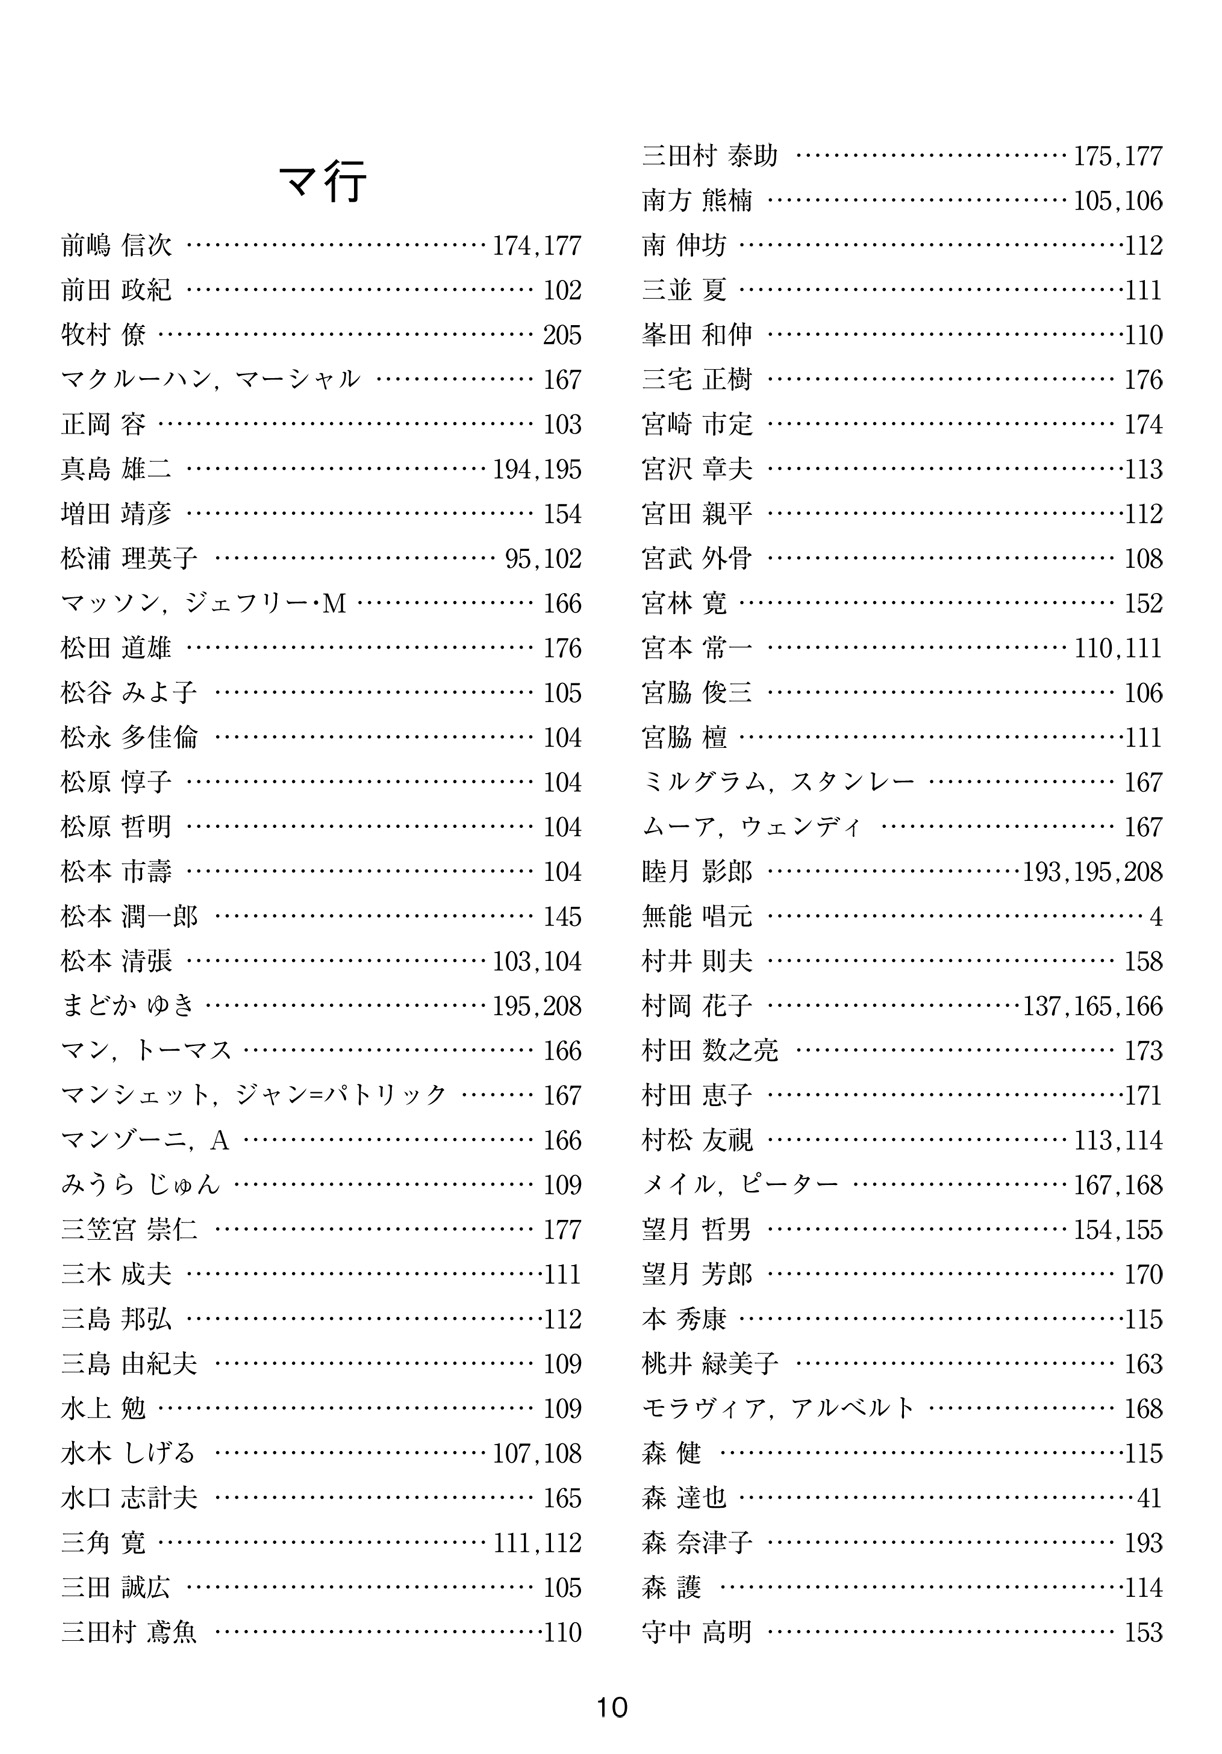 マ行
前嶋 信次 ……………………………174,177
前田 政紀 ……………………………… 102
牧村 僚 ………………………………… 205
マクルーハン, マーシャル ……………… 167
正岡 容 ………………………………… 103
真島 雄二 ……………………………194,195
増田 靖彦 ……………………………… 154
松浦 理英子 ………………………… 95,102
マッソン, ジェフリー・M ……………… 166
松田 道雄 ……………………………… 176
松谷 みよ子 …………………………… 105
松永 多佳倫 …………………………… 104
松原 惇子 ……………………………… 104
松原 哲明 ……………………………… 104
松本 市壽 ……………………………… 104
松本 潤一郎 …………………………… 145
松本 清張 ……………………………103,104
まどか ゆき …………………………195,208
マン, トーマス ………………………… 166
マンシェット, ジャン=パトリック ……… 167
マンゾーニ, A ………………………… 166
みうら じゅん ………………………… 109
三笠宮 崇仁 …………………………… 177
三木 成夫 ………………………………111
三島 邦弘 ………………………………112
三島 由紀夫 …………………………… 109
水上 勉 ………………………………… 109
水木 しげる …………………………107,108
水口 志計夫 …………………………… 165
三角 寛 ………………………………111,112
三田 誠広 ……………………………… 105
三田村 鳶魚 ……………………………110
三田村 泰助 …………………………175,177
南方 熊楠 ……………………………105,106
南 伸坊 …………………………………112
三並 夏 …………………………………111
峯田 和伸 ………………………………110
三宅 正樹 ……………………………… 176
宮崎 市定 ……………………………… 174
宮沢 章夫 ………………………………113
宮田 親平 ………………………………112
宮武 外骨 ……………………………… 108
宮林 寛 ………………………………… 152
宮本 常一 ……………………………110,111
宮脇 俊三 ……………………………… 106
宮脇 檀 …………………………………111
ミルグラム, スタンレー ……………… 167
ムーア, ウェンディ …………………… 167
睦月 影郎 ………………………193,195,208
無能 唱元 …………………………………4
村井 則夫 ……………………………… 158
村岡 花子 ………………………137,165,166
村田 数之亮 …………………………… 173
村田 恵子 ………………………………171
村松 友視 ……………………………113,114
メイル, ピーター ……………………167,168
望月 哲男 ……………………………154,155
望月 芳郎 ……………………………… 170
本 秀康 …………………………………115
桃井 緑美子 …………………………… 163
モラヴィア, アルベルト ……………… 168
森 健 ……………………………………115
森 達也 ……………………………………41
森 奈津子 ……………………………… 193
森 護 ……………………………………114
守中 高明 ……………………………… 153
10